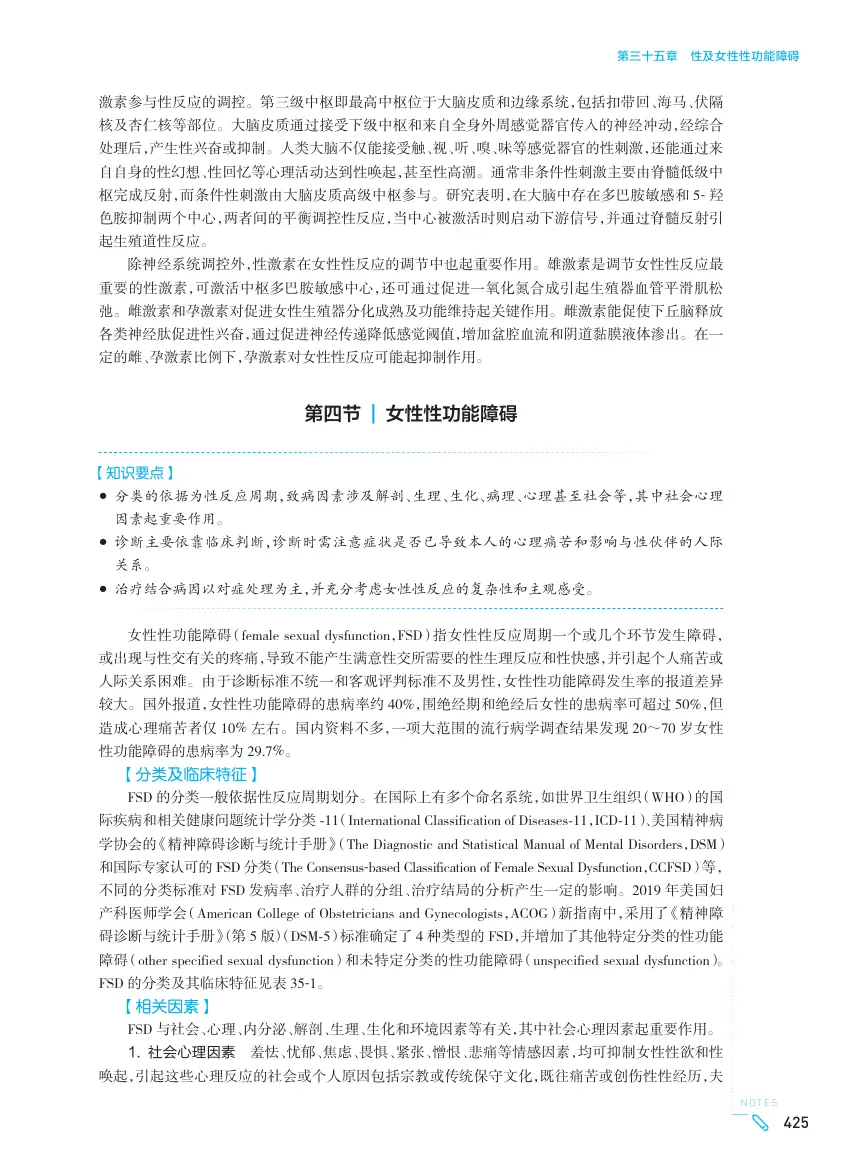 第三十五章 性及女性性功能障碍
激素参与性反应的调控。第三级中枢即最高中枢位于大脑皮质和边缘系统,包括扣带回、海马、伏隔
核及杏仁核等部位。大脑皮质通过接受下级中枢和来自全身外周感觉器官传入的神经冲动,经综合
处理后,产生性兴奋或抑制。人类大脑不仅能接受触、视、听、嗅、味等感觉器官的性刺激,还能通过来
自自身的性幻想、性回忆等心理活动达到性唤起,甚至性高潮。通常非条件性刺激主要由脊髓低级中
枢完成反射,而条件性刺激由大脑皮质高级中枢参与。研究表明,在大脑中存在多巴胺敏感和 5- 羟
色胺抑制两个中心,两者间的平衡调控性反应,当中心被激活时则启动下游信号,并通过脊髓反射引
起生殖道性反应。
除神经系统调控外,性激素在女性性反应的调节中也起重要作用。雄激素是调节女性性反应最
重要的性激素,可激活中枢多巴胺敏感中心,还可通过促进一氧化氮合成引起生殖器血管平滑肌松
弛。雌激素和孕激素对促进女性生殖器分化成熟及功能维持起关键作用。雌激素能促使下丘脑释放
各类神经肽促进性兴奋,通过促进神经传递降低感觉阈值,增加盆腔血流和阴道黏膜液体渗出。在一
定的雌、孕激素比例下,孕激素对女性性反应可能起抑制作用。
第四节 | 女性性功能障碍
【知识要点】
● 分类的依据为性反应周期,致病因素涉及解剖、生理、生化、病理、心理甚至社会等,其中社会心理
因素起重要作用。
● 诊断主要依靠临床判断,诊断时需注意症状是否已导致本人的心理痛苦和影响与性伙伴的人际
关系。
● 治疗结合病因以对症处理为主,并充分考虑女性性反应的复杂性和主观感受。
女性性功能障碍（female sexual dysfunction,FSD）指女性性反应周期一个或几个环节发生障碍,
或出现与性交有关的疼痛,导致不能产生满意性交所需要的性生理反应和性快感,并引起个人痛苦或
人际关系困难。由于诊断标准不统一和客观评判标准不及男性,女性性功能障碍发生率的报道差异
较大。国外报道,女性性功能障碍的患病率约 40%,围绝经期和绝经后女性的患病率可超过 50%,但
造成心理痛苦者仅 10% 左右。国内资料不多,一项大范围的流行病学调查结果发现 20～70 岁女性
性功能障碍的患病率为 29.7%。
【分类及临床特征】
FSD 的分类一般依据性反应周期划分。在国际上有多个命名系统,如世界卫生组织（WHO）的国
际疾病和相关健康问题统计学分类 -11（International Classification of Diseases-11,ICD-11）、美国精神病
学协会的《精神障碍诊断与统计手册》（The Diagnostic and Statistical Manual of Mental Disorders,DSM）
和国际专家认可的 FSD 分类（The Consensus-based Classification of Female Sexual Dysfunction,CCFSD）等,
不同的分类标准对 FSD 发病率、治疗人群的分组、治疗结局的分析产生一定的影响。2019 年美国妇
产科医师学会（American College of Obstetricians and Gynecologists,ACOG）新指南中,采用了《精神障
碍诊断与统计手册》（第 5 版）（DSM-5）标准确定了 4 种类型的 FSD,并增加了其他特定分类的性功能
障碍（other specified sexual dysfunction）和未特定分类的性功能障碍（unspecified sexual dysfunction）。
FSD 的分类及其临床特征见表 35-1。
【相关因素】
FSD 与社会、心理、内分泌、解剖、生理、生化和环境因素等有关,其中社会心理因素起重要作用。
1. 社会心理因素 羞怯、忧郁、焦虑、畏惧、紧张、憎恨、悲痛等情感因素,均可抑制女性性欲和性
唤起,引起这些心理反应的社会或个人原因包括宗教或传统保守文化,既往痛苦或创伤性性经历,夫
NOTES
425